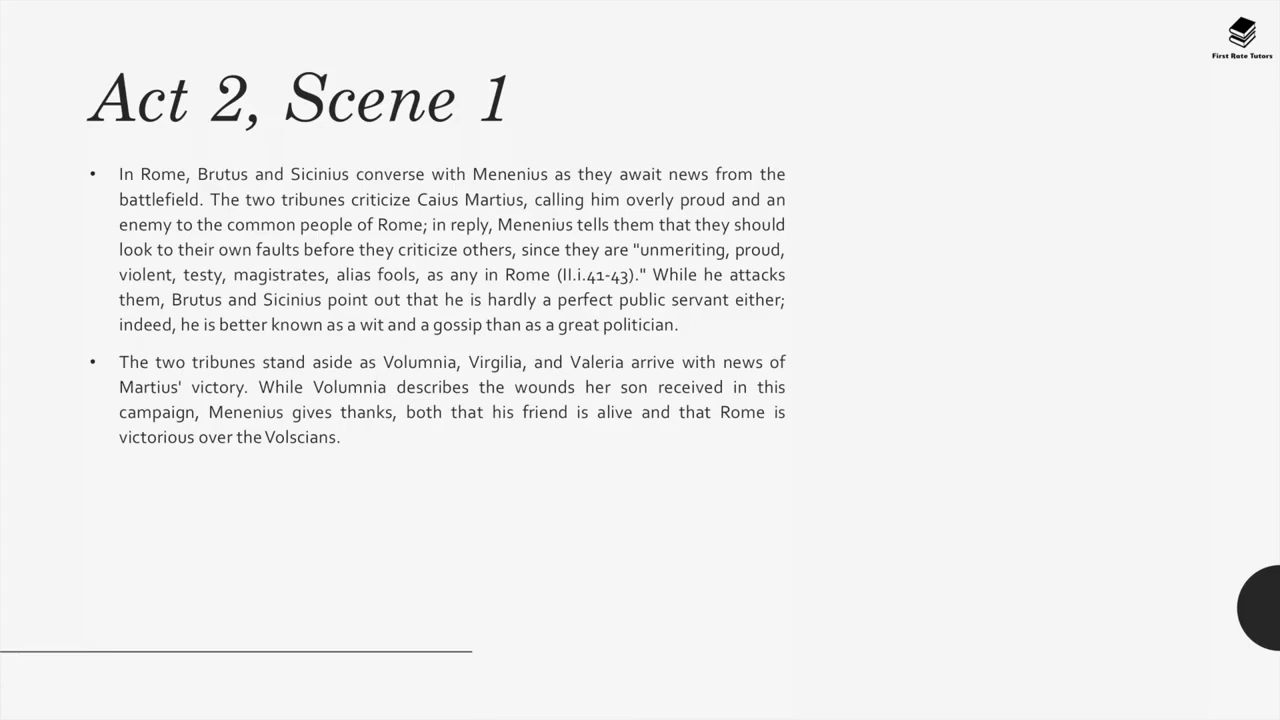 First Rate Tutors
Act 2, Scene 1
• In Rome, Brutus and Sicinius converse with Menenius as they await news from the
battlefield. The two tribunes criticize Caius Martius, calling him overly proud and an
enemy to the common people of Rome; in reply, Menenius tells them that they should
look to their own faults before they criticize others, since they are "unmeriting, proud,
violent, testy, magistrates, alias fools, as any in Rome (II.i.41-43)." While he attacks
them, Brutus and Sicinius point out that he is hardly a perfect public servant either;
indeed, he is better known as a wit and a gossip than as a great politician.
• The two tribunes stand aside as Volumnia, Virgilia, and Valeria arrive with news of
Martius' victory. While Volumnia describes the wounds her son received in this
campaign, Menenius gives thanks, both that his friend is alive and that Rome is
victorious over the Volscians.